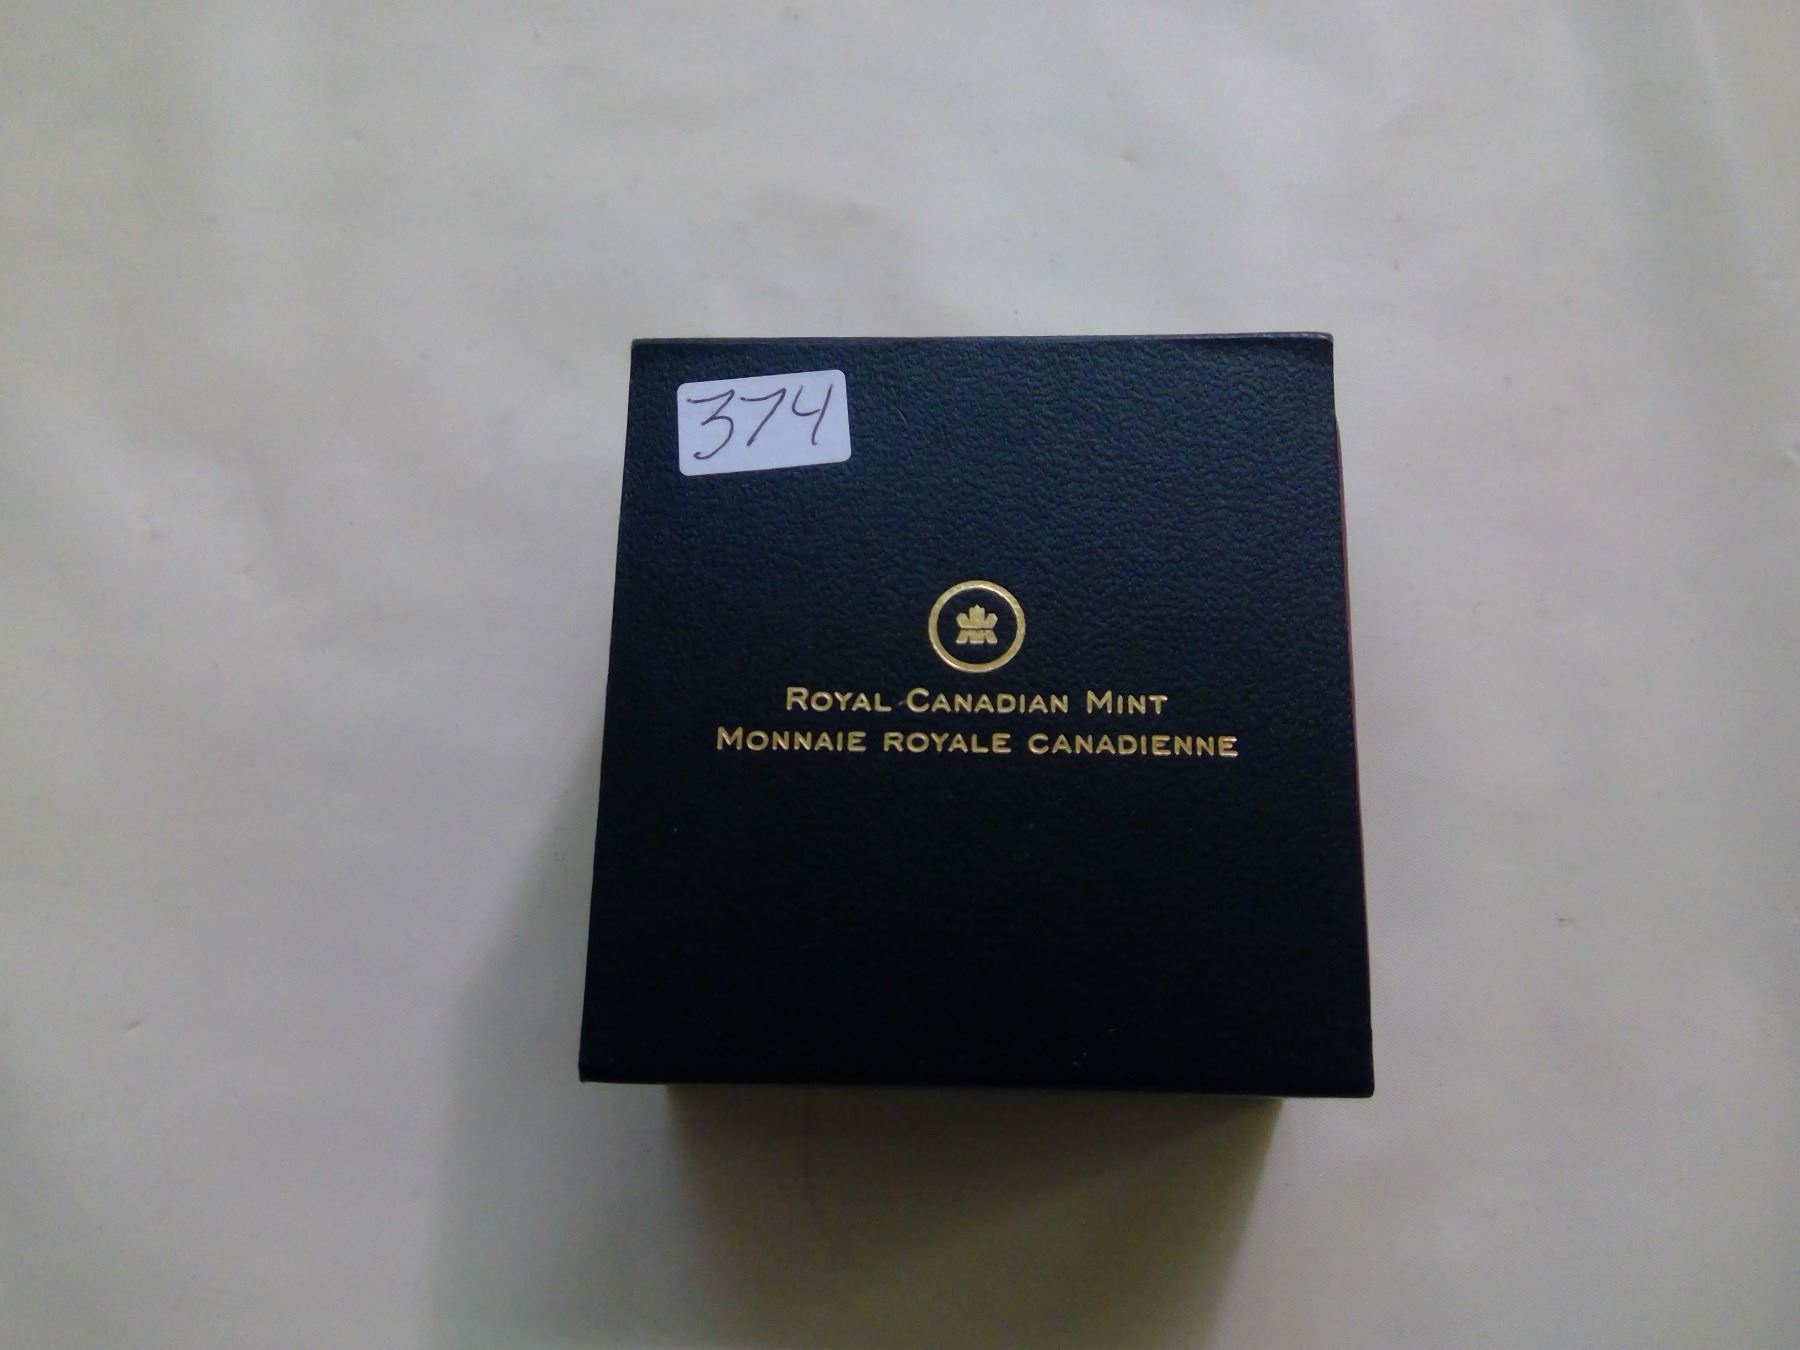 374
ROYAL CANADIAN MINT
MONNAIE ROYALE CANADIENNE